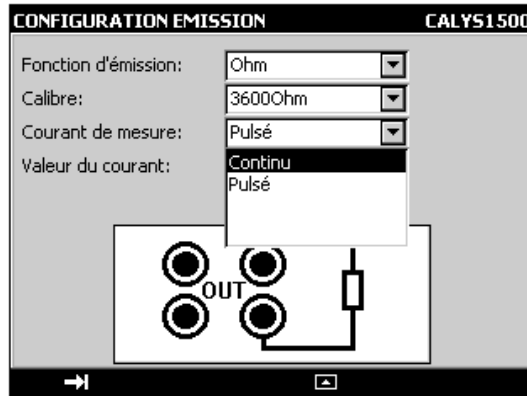 CONFIGURATION EMISSION CALYS1500
Fonction d'émission: Ohm
Calibre: 3600Ohm
Courant de mesure: Pulsé
Valeur du courant: Continu
Pulsé
OUT